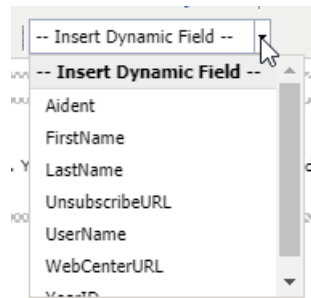 -- Insert Dynamic Field --
-- Insert Dynamic Field --
Aident
FirstName
LastName
UnsubscribeURL
UserName
WebCenterURL